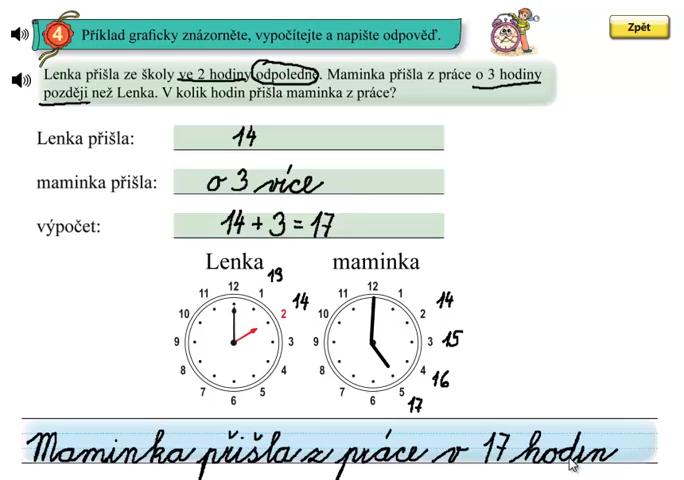 4 Příklad graficky znázorněte, vypočítejte a napište odpověď.
Zpět
Lenka přišla ze školy ve 2 hodiny odpoledne. Maminka přišla z práce o 3 hodiny
později než Lenka. V kolik hodin přišla maminka z práce?
Lenka přišla: 14
maminka přišla: o 3 více
výpočet: 14 + 3 = 17
Lenka maminka
13
12 1 2 3 4 5 6 7 8 9 10 11
14
12 1 2 3 4 5 6 7 8 9 10 11
14
15
16
17
Maminka přišla z práce v 17 hodin